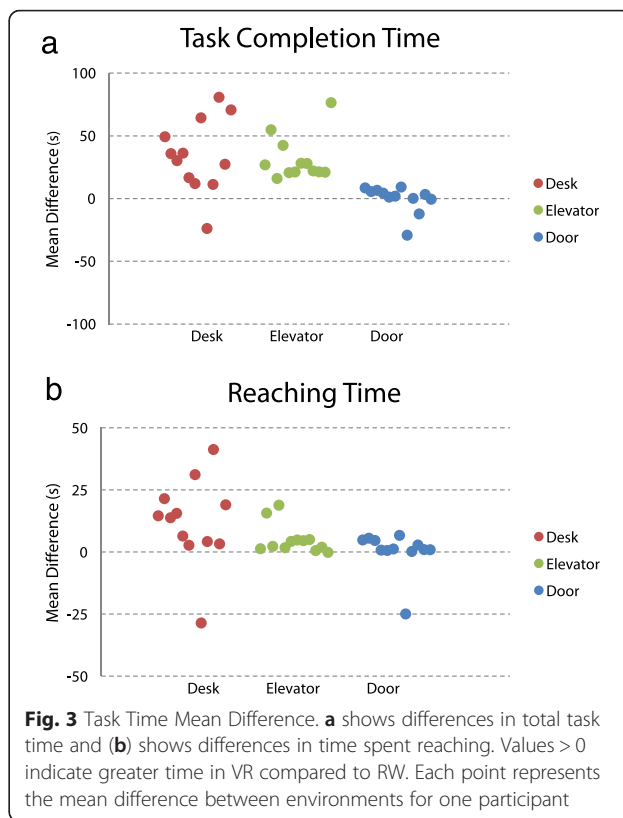 a
Task Completion Time
100
50
0
-50
-100
Mean Difference (s)
Desk
Elevator
Door
Desk
Elevator
Door
b
Reaching Time
50
25
0
-25
-50
Mean Difference (s)
Desk
Elevator
Door
Desk
Elevator
Door
Fig. 3 Task Time Mean Difference. a shows differences in total task
time and (b) shows differences in time spent reaching. Values > 0
indicate greater time in VR compared to RW. Each point represents
the mean difference between environments for one participant